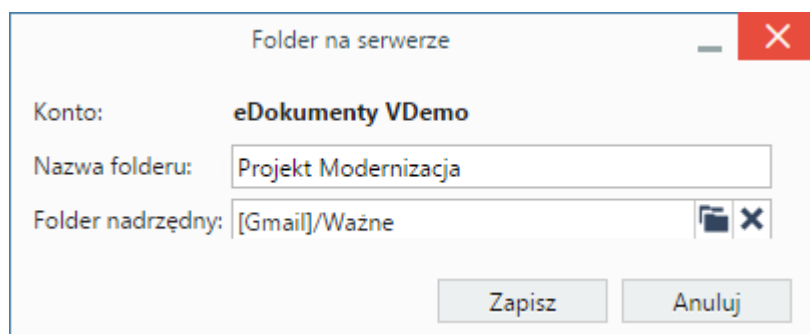 Folder na serwerze
Konto: eDokumenty VDemo
Nazwa folderu: Projekt Modernizacja
Folder nadrzędny: [Gmail]/Ważne
Zapisz Anuluj